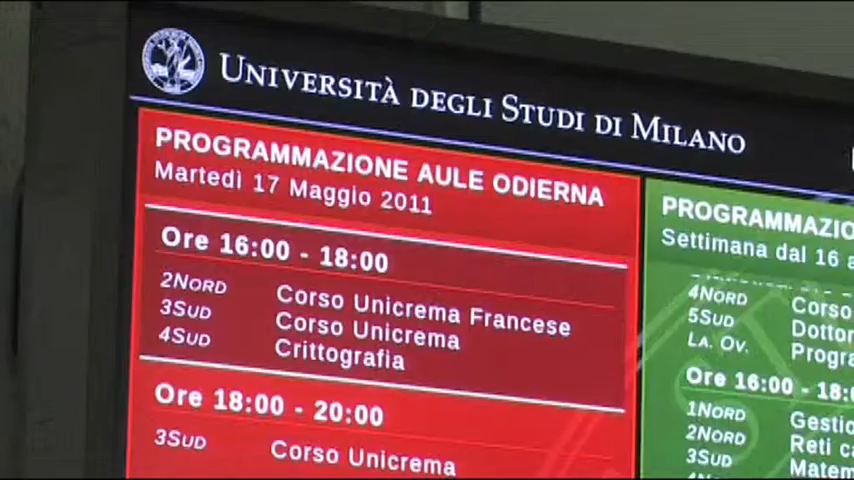 UNIVERSITÀ DEGLI STUDI DI MILANO
PROGRAMMAZIONE AULE ODIERNA
Martedì 17 Maggio 2011
Ore 16:00 - 18:00
2NORD Corso Unicrema Francese
3SUD Corso Unicrema
4SUD Crittografia
Ore 18:00 - 20:00
3SUD Corso Unicrema
PROGRAMMAZIO
Settimana dal 16
4NORD Corso
5SUD Dottor
LA. OV. Progra
Ore 16:00 - 18:
1NORD Gestio
2NORD Reti ca
3SUD Matem